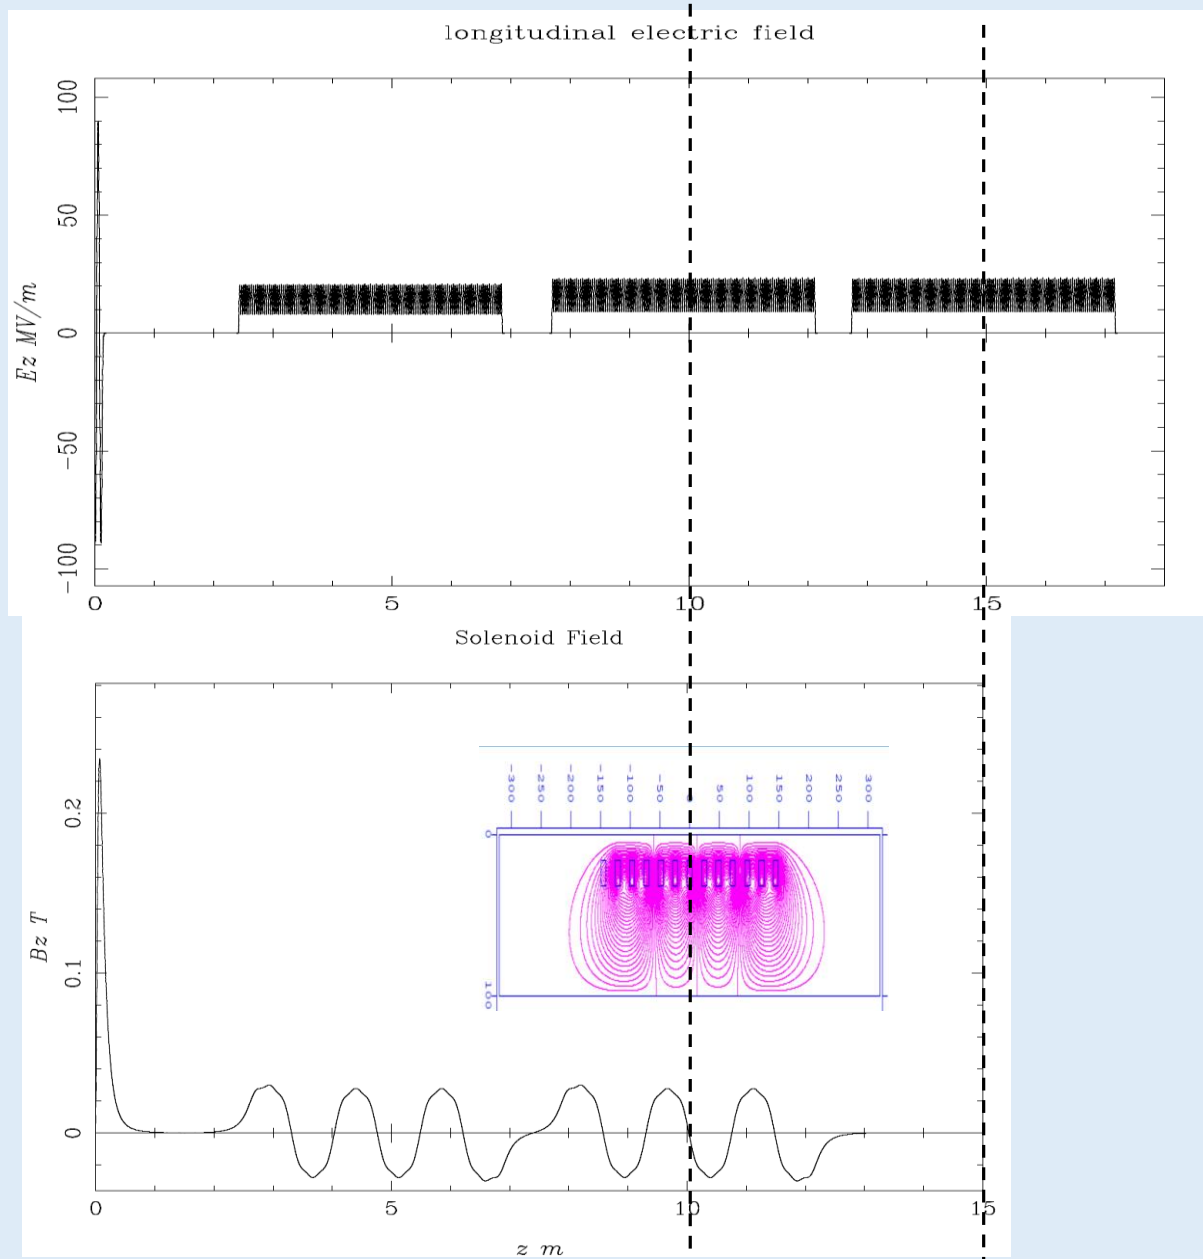 longitudinal electric field
100
50
0
−50
−100
Ez MV/m
0 5 10 15
Solenoid Field
0.2
0.1
0
Bz T
−300 −250 −200 −150 −100 −50 0 50 100 150 200 250 300
0
100
0 5 10 15
z m